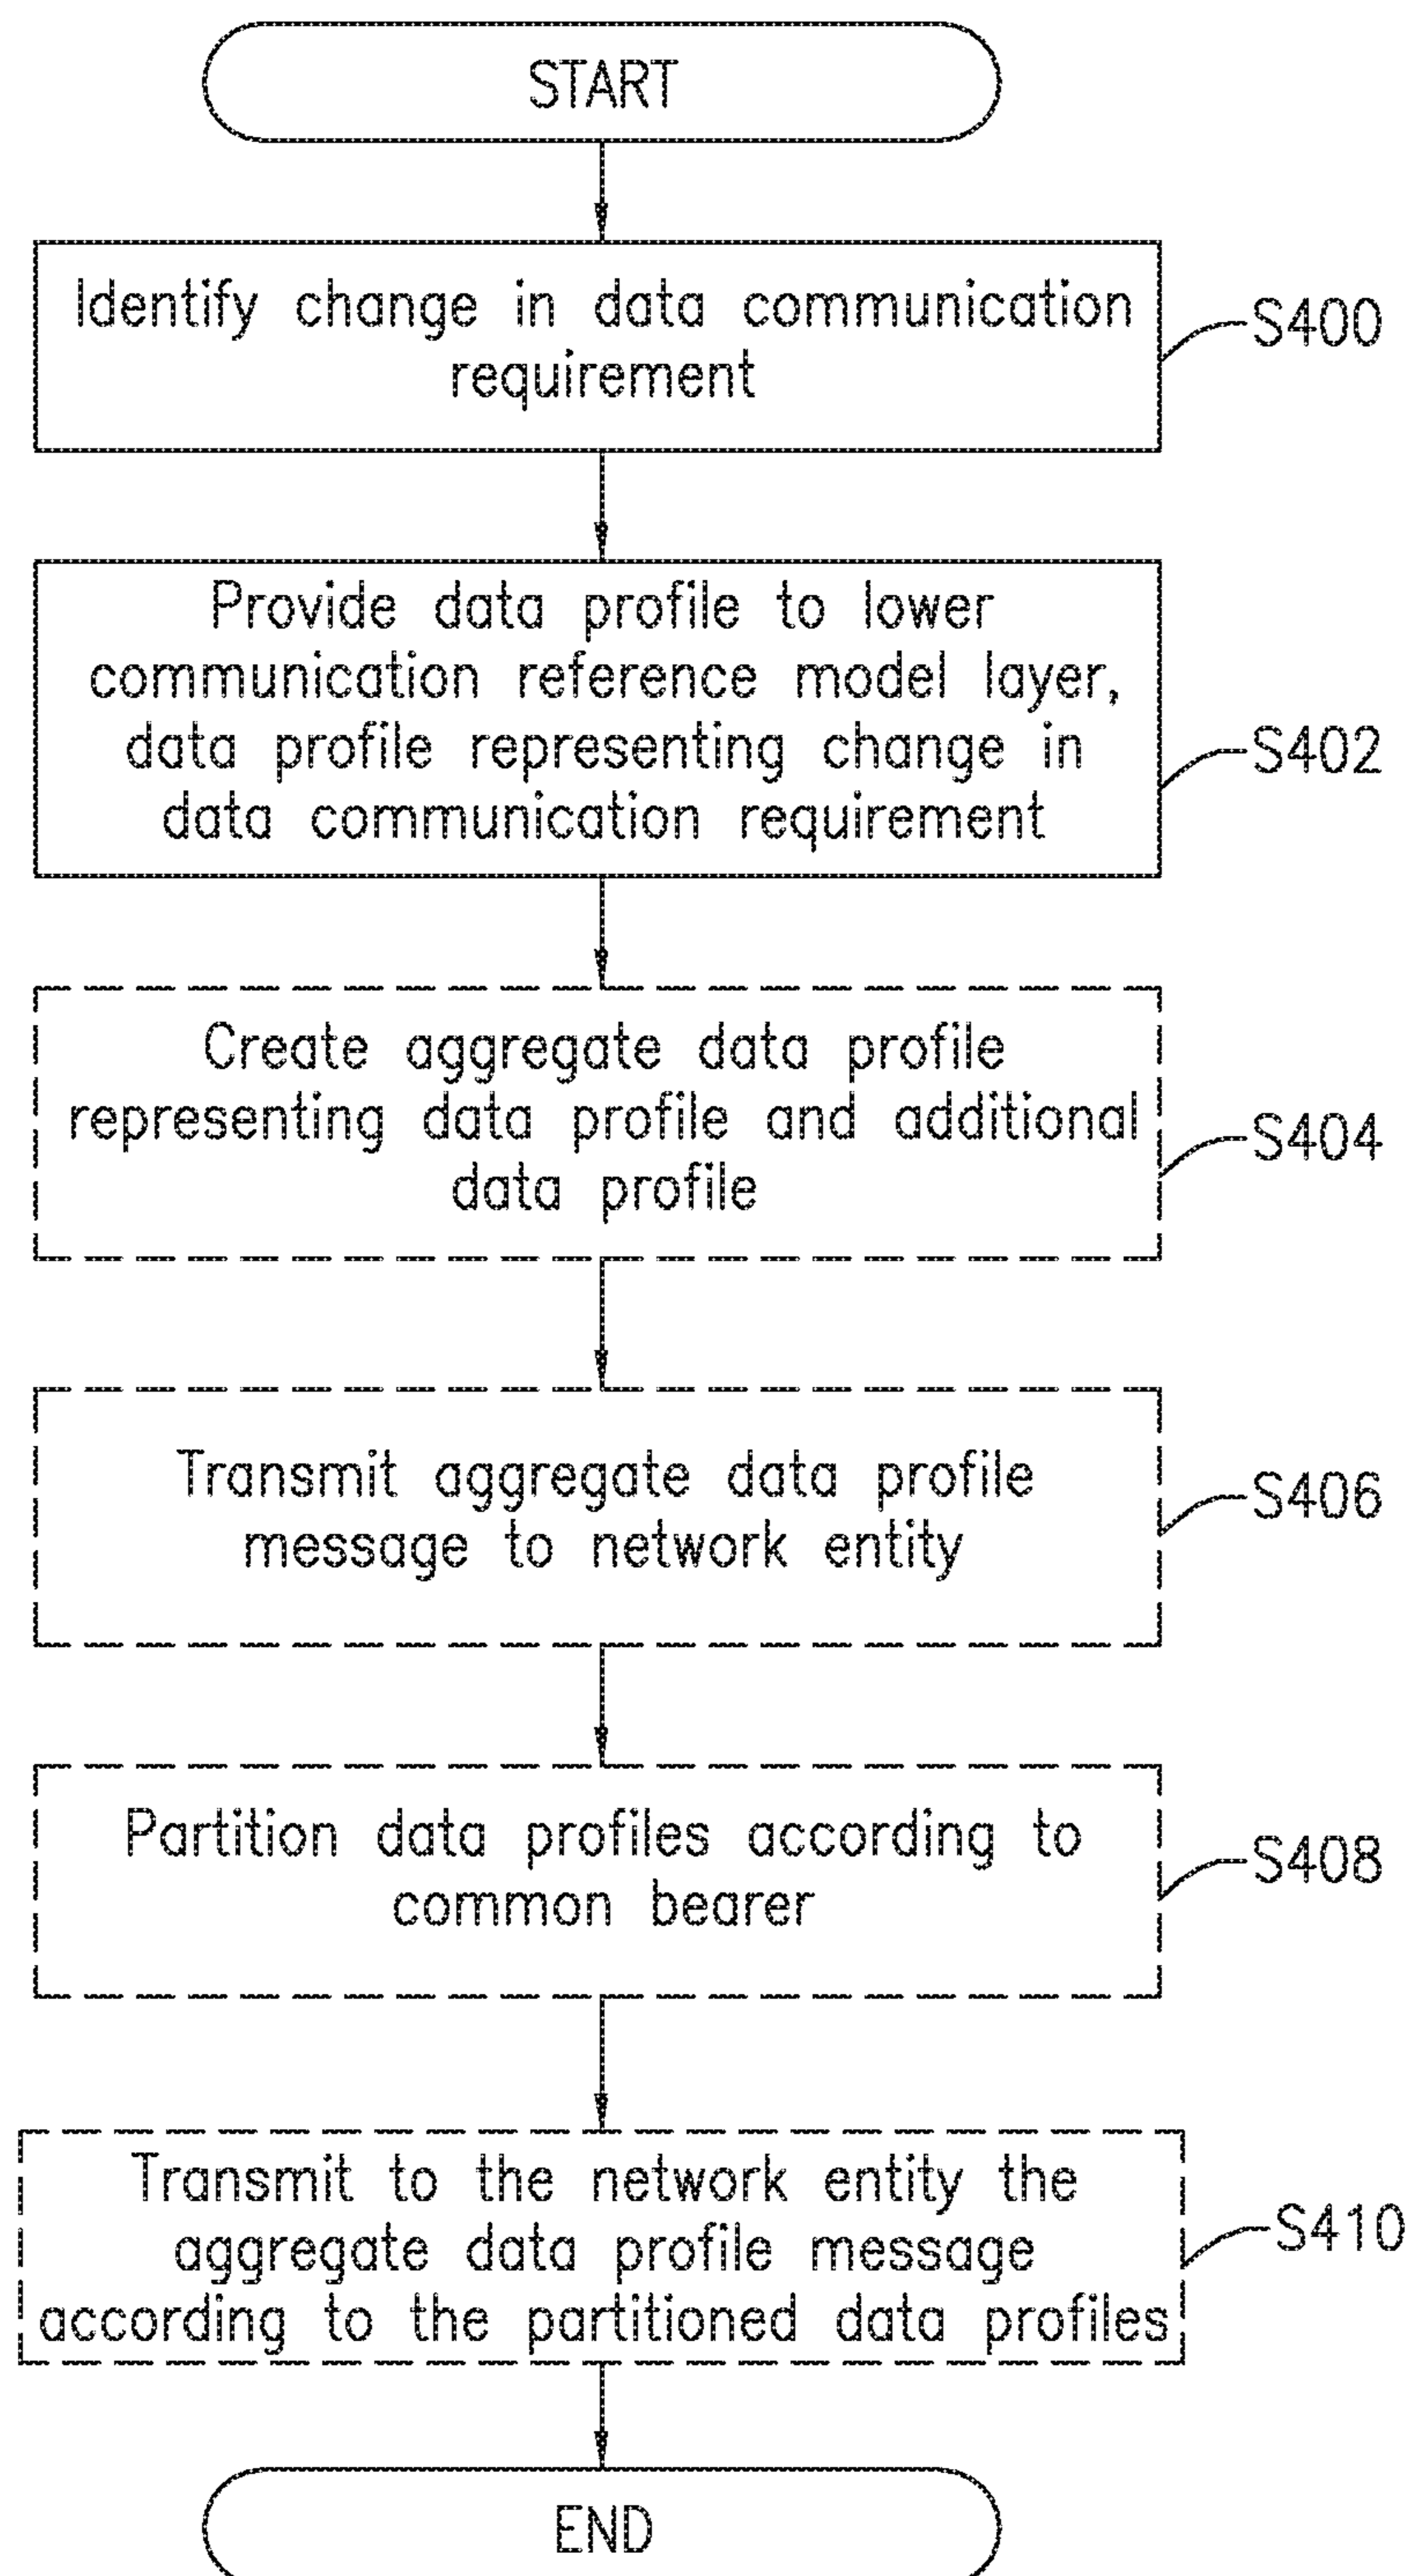 START
Identify change in data communication
requirement
S400
Provide data profile to lower
communication reference model layer,
data profile representing change in
data communication requirement
S402
Create aggregate data profile
representing data profile and additional
data profile
S404
Transmit aggregate data profile
message to network entity
S406
Partition data profiles according to
common bearer
S408
Transmit to the network entity the
aggregate data profile message
according to the partitioned data profiles
S410
END